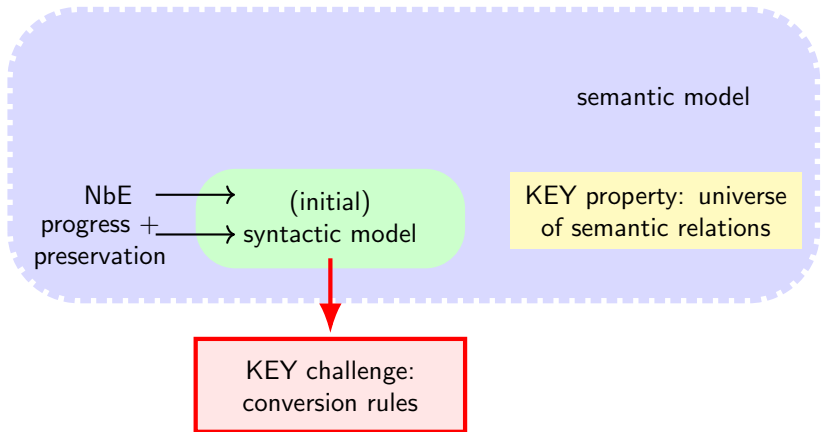 semantic model
NbE
progress +
preservation
(initial)
syntactic model
KEY property: universe
of semantic relations
KEY challenge:
conversion rules